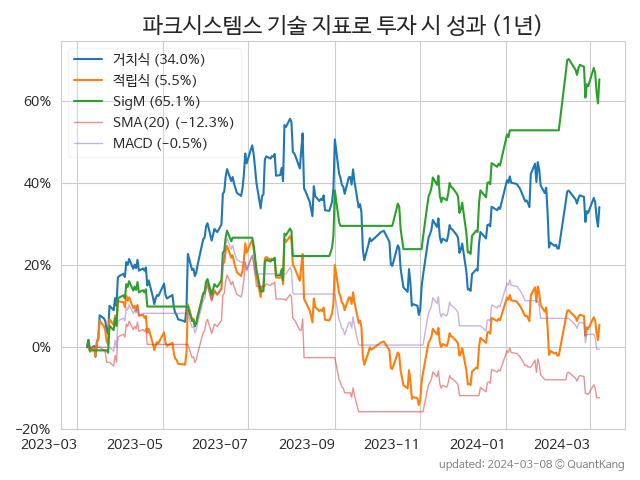 파크시스템스 기술 지표로 투자 시 성과 (1년)
거치식 (34.0%)
적립식 (5.5%)
SigM (65.1%)
SMA(20) (−12.3%)
MACD (−0.5%)
60%
40%
20%
0%
−20%
2023-03 2023-05 2023-07 2023-09 2023-11 2024-01 2024-03
updated: 2024-03-08 © QuantKang